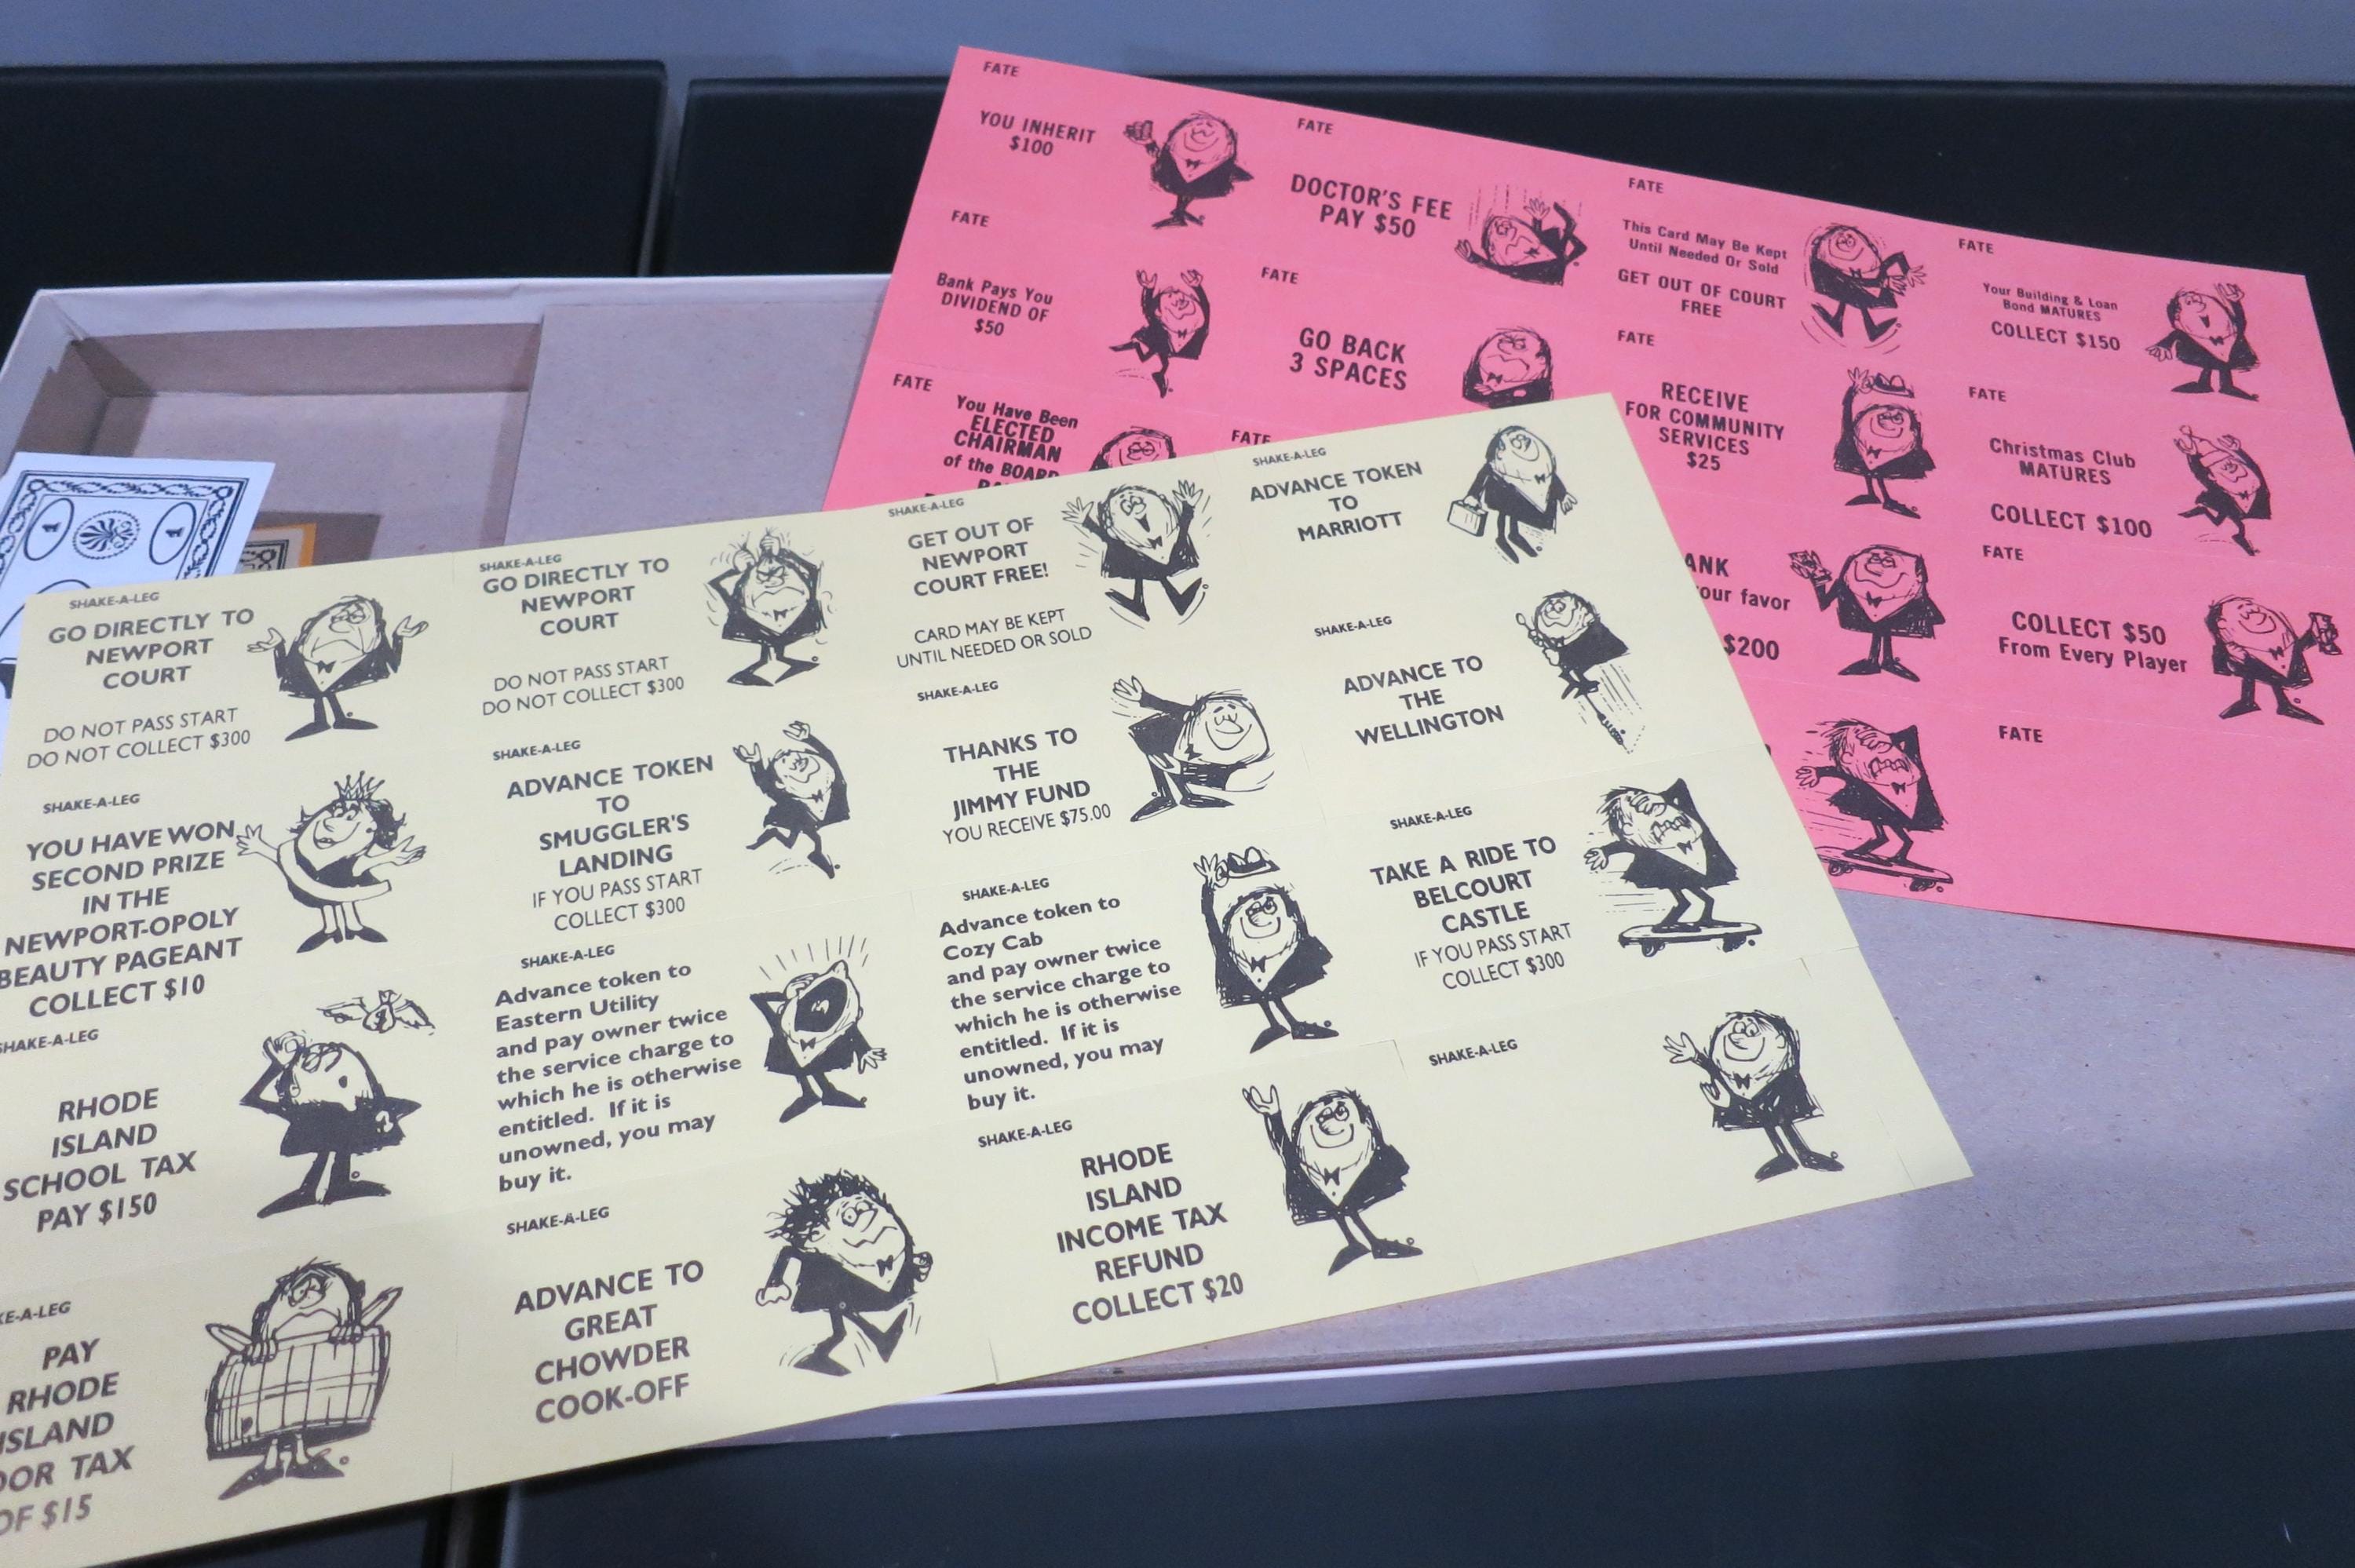 FATE
YOU INHERIT
$100
FATE
DOCTOR'S FEE
PAY $50
FATE
This Card May Be Kept
Until Needed Or Sold
GET OUT OF COURT
FREE
FATE
Your Building & Loan
Bond MATURES
COLLECT $150
FATE
Bank Pays You
DIVIDEND OF
$50
FATE
GO BACK
3 SPACES
FATE
RECEIVE
FOR COMMUNITY
SERVICES
$25
FATE
Christmas Club
MATURES
COLLECT $100
FATE
You Have Been
ELECTED
CHAIRMAN
of the BOARD
FATE
your favor
$200
FATE
COLLECT $50
From Every Player
FATE
SHAKE-A-LEG
GO DIRECTLY TO
NEWPORT
COURT
DO NOT PASS START
DO NOT COLLECT $300
SHAKE-A-LEG
GO DIRECTLY TO
NEWPORT
COURT
DO NOT PASS START
DO NOT COLLECT $300
SHAKE-A-LEG
GET OUT OF
NEWPORT
COURT FREE!
CARD MAY BE KEPT
UNTIL NEEDED OR SOLD
SHAKE-A-LEG
ADVANCE TOKEN
TO
MARRIOTT
SHAKE-A-LEG
YOU HAVE WON
SECOND PRIZE
IN THE
NEWPORT-OPOLY
BEAUTY PAGEANT
COLLECT $10
SHAKE-A-LEG
ADVANCE TOKEN
TO
SMUGGLER'S
LANDING
IF YOU PASS START
COLLECT $300
SHAKE-A-LEG
THANKS TO
THE
JIMMY FUND
YOU RECEIVE $75.00
SHAKE-A-LEG
ADVANCE TO
THE
WELLINGTON
SHAKE-A-LEG
RHODE
ISLAND
SCHOOL TAX
PAY $150
SHAKE-A-LEG
Advance token to
Eastern Utility
and pay owner twice
the service charge to
which he is otherwise
entitled. If it is
unowned, you may
buy it.
SHAKE-A-LEG
Advance token to
Cozy Cab
and pay owner twice
the service charge to
which he is otherwise
entitled. If it is
unowned, you may
buy it.
SHAKE-A-LEG
TAKE A RIDE TO
BELCOURT
CASTLE
IF YOU PASS START
COLLECT $300
KE-A-LEG
PAY
RHODE
ISLAND
OOR TAX
OF $15
SHAKE-A-LEG
ADVANCE TO
GREAT
CHOWDER
COOK-OFF
SHAKE-A-LEG
RHODE
ISLAND
INCOME TAX
REFUND
COLLECT $20
SHAKE-A-LEG